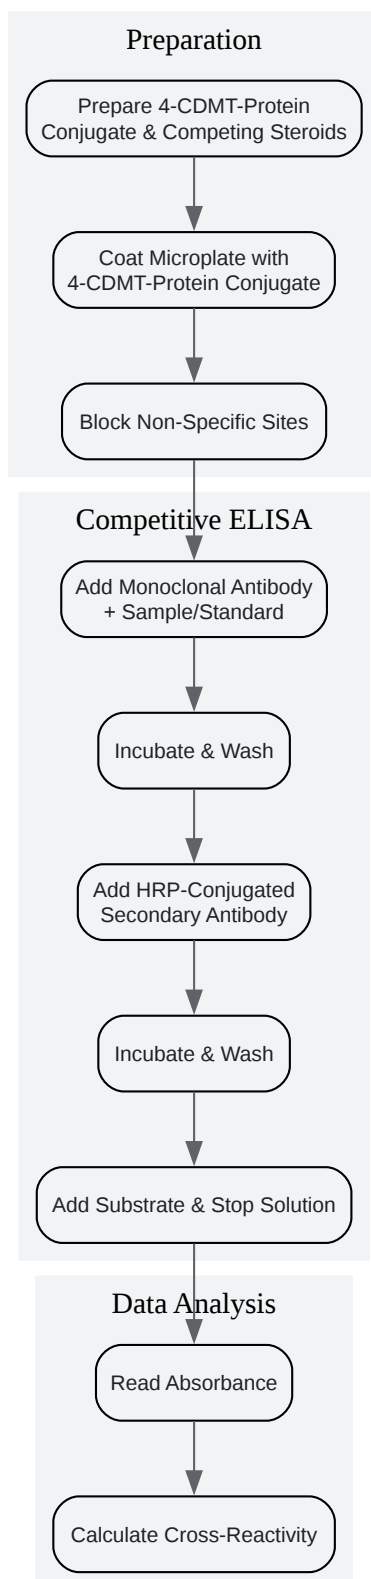 Preparation
Prepare 4-CDMT-Protein
Conjugate & Competing Steroids
Coat Microplate with
4-CDMT-Protein Conjugate
Block Non-Specific Sites
Competitive ELISA
Add Monoclonal Antibody
+ Sample/Standard
Incubate & Wash
Add HRP-Conjugated
Secondary Antibody
Incubate & Wash
Add Substrate & Stop Solution
Data Analysis
Read Absorbance
Calculate Cross-Reactivity